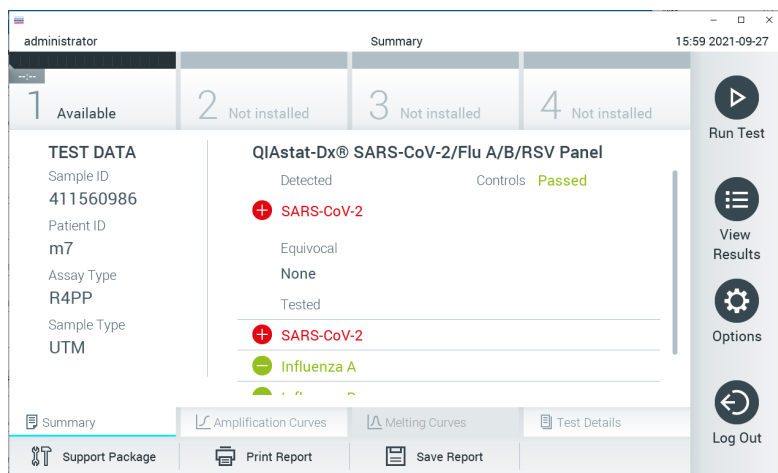 administrator
Summary
15:59 2021-09-27
--:--
1 Available
2 Not installed
3 Not installed
4 Not installed
Run Test
View Results
Options
Log Out
TEST DATA
Sample ID
411560986
Patient ID
m7
Assay Type
R4PP
Sample Type
UTM
QIAstat-Dx® SARS-CoV-2/Flu A/B/RSV Panel
Detected
Controls Passed
SARS-CoV-2
Equivocal
None
Tested
SARS-CoV-2
Influenza A
Summary
Amplification Curves
Melting Curves
Test Details
Support Package
Print Report
Save Report